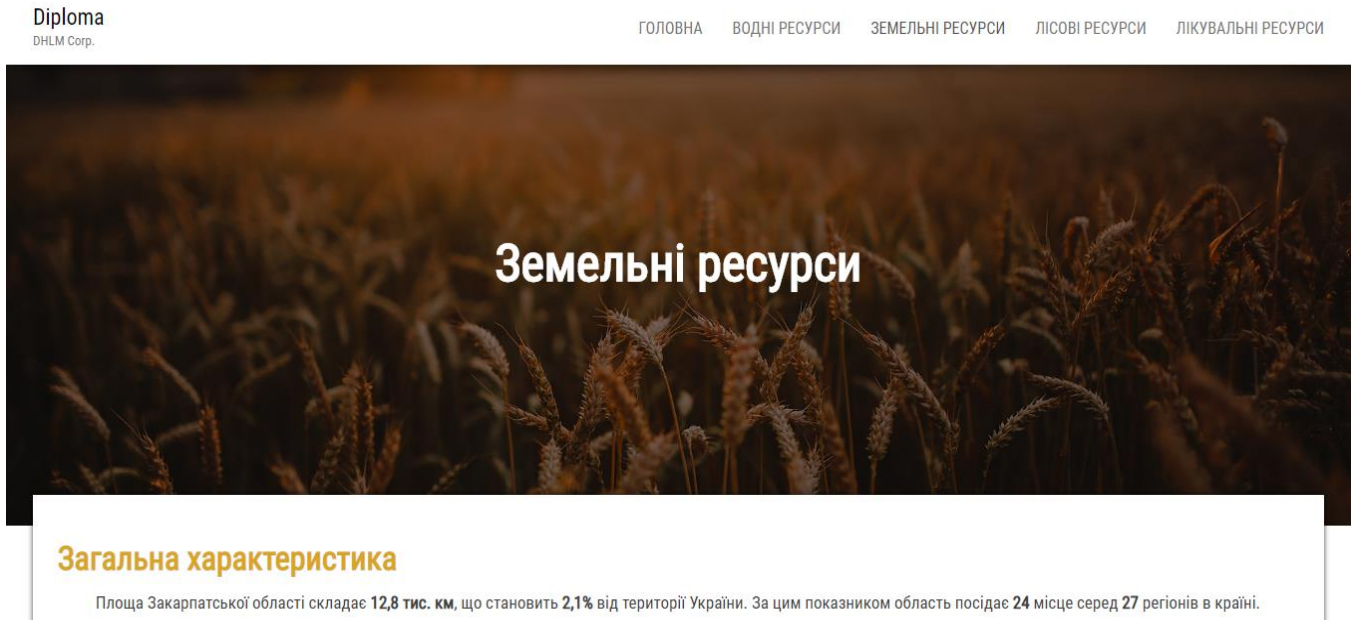 Diploma
DHLM Corp.
ГОЛОВНА ВОДНІ РЕСУРСИ ЗЕМЕЛЬНІ РЕСУРСИ ЛІСОВІ РЕСУРСИ ЛІКУВАЛЬНІ РЕСУРСИ
Земельні ресурси
Загальна характеристика
Площа Закарпатської області складає 12,8 тис. км, що становить 2,1% від території України. За цим показником область посідає 24 місце серед 27 регіонів в країні.